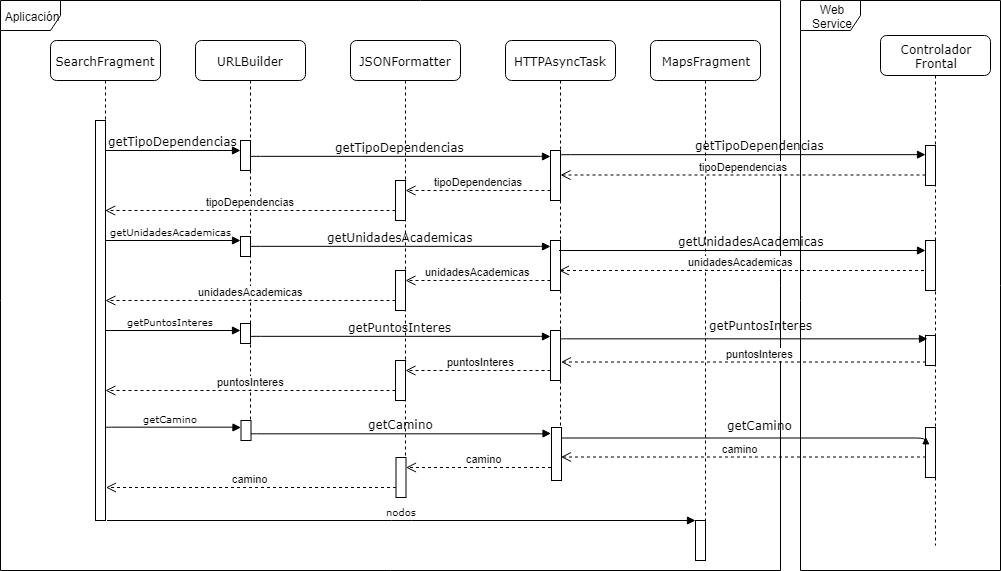 Aplicación
Web
Service
SearchFragment
URLBuilder
JSONFormatter
HTTPAsyncTask
MapsFragment
Controlador
Frontal
getTipoDependencias
getTipoDependencias
getTipoDependencias
tipoDependencias
tipoDependencias
tipoDependencias
getUnidadesAcademicas
getUnidadesAcademicas
getUnidadesAcademicas
unidadesAcademicas
unidadesAcademicas
unidadesAcademicas
getPuntosInteres
getPuntosInteres
getPuntosInteres
puntosInteres
puntosInteres
puntosInteres
getCamino
getCamino
getCamino
camino
camino
camino
nodos